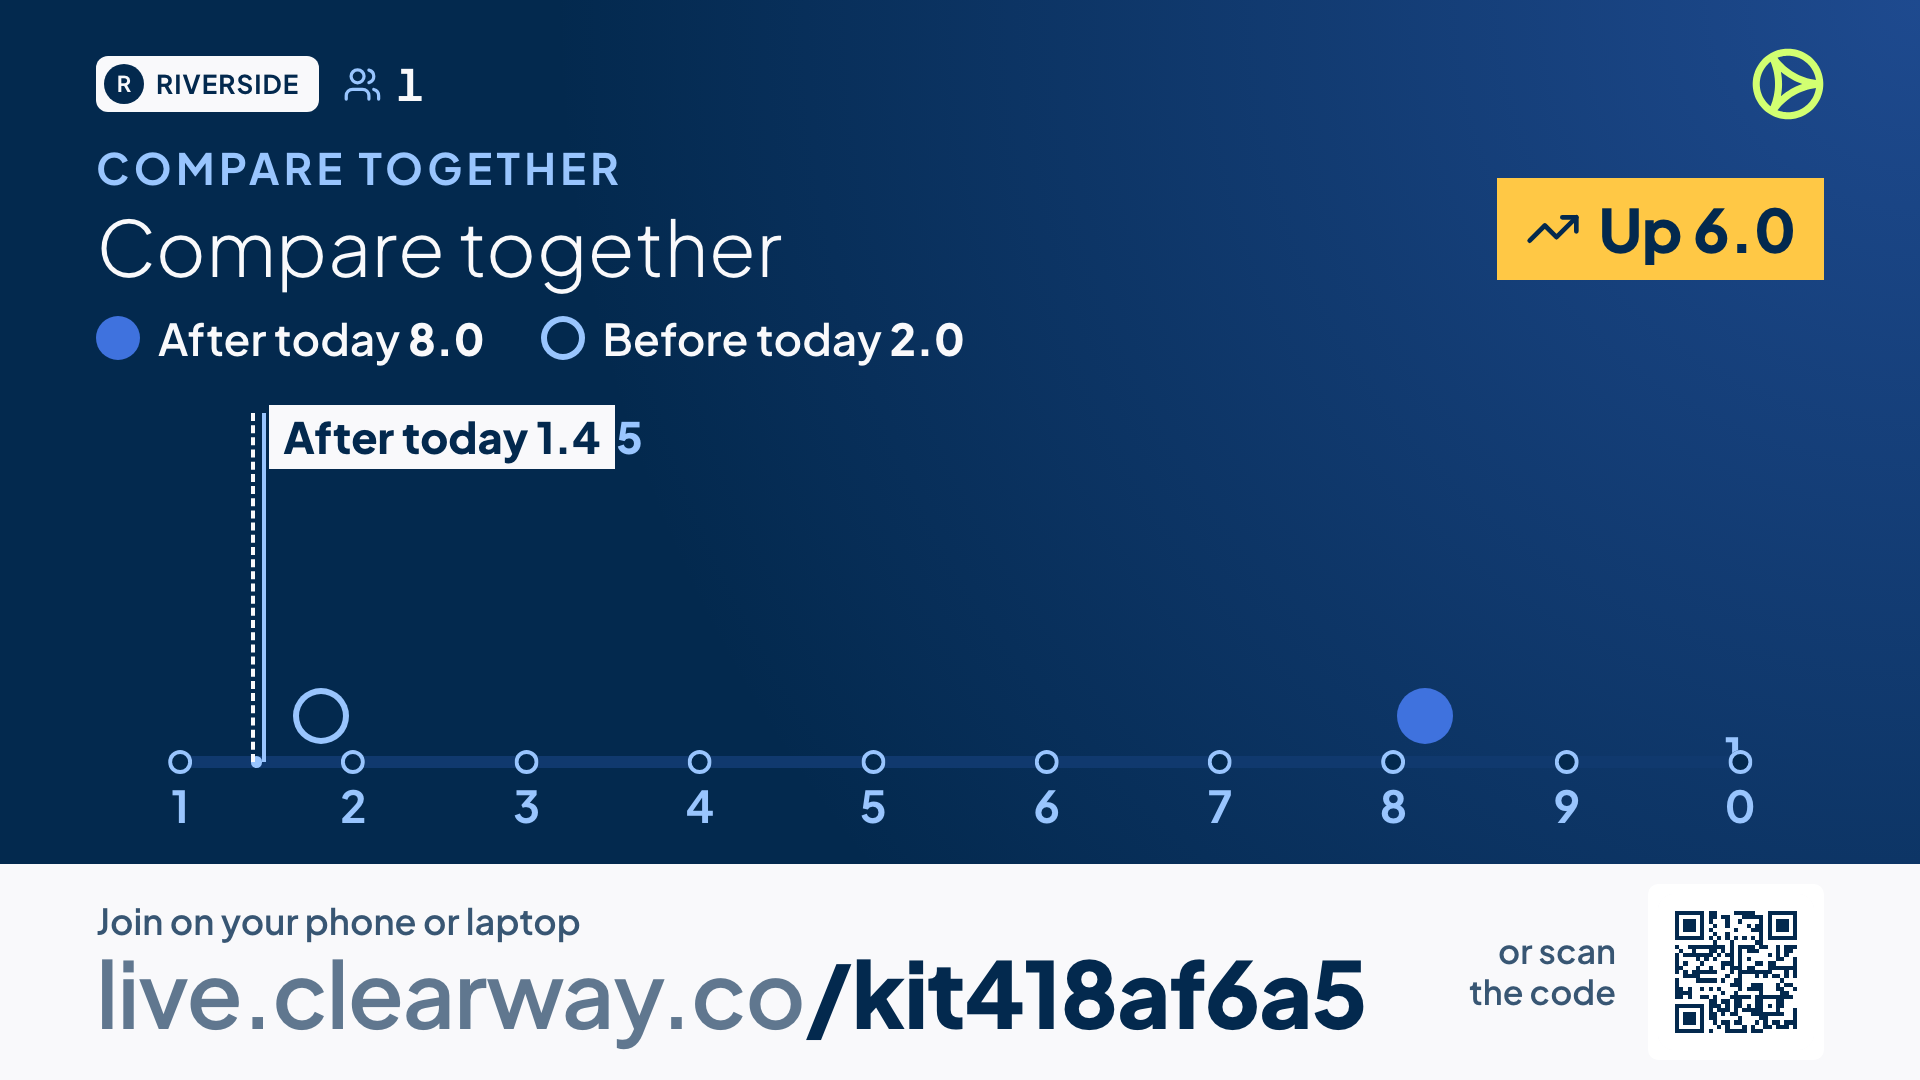 R RIVERSIDE 1
COMPARE TOGETHER
Compare together
Up 6.0
After today 8.0 Before today 2.0
After today 1.4 5
1 2 3 4 5 6 7 8 9 10
Join on your phone or laptop
live.clearway.co/kit418af6a5
or scan
the code